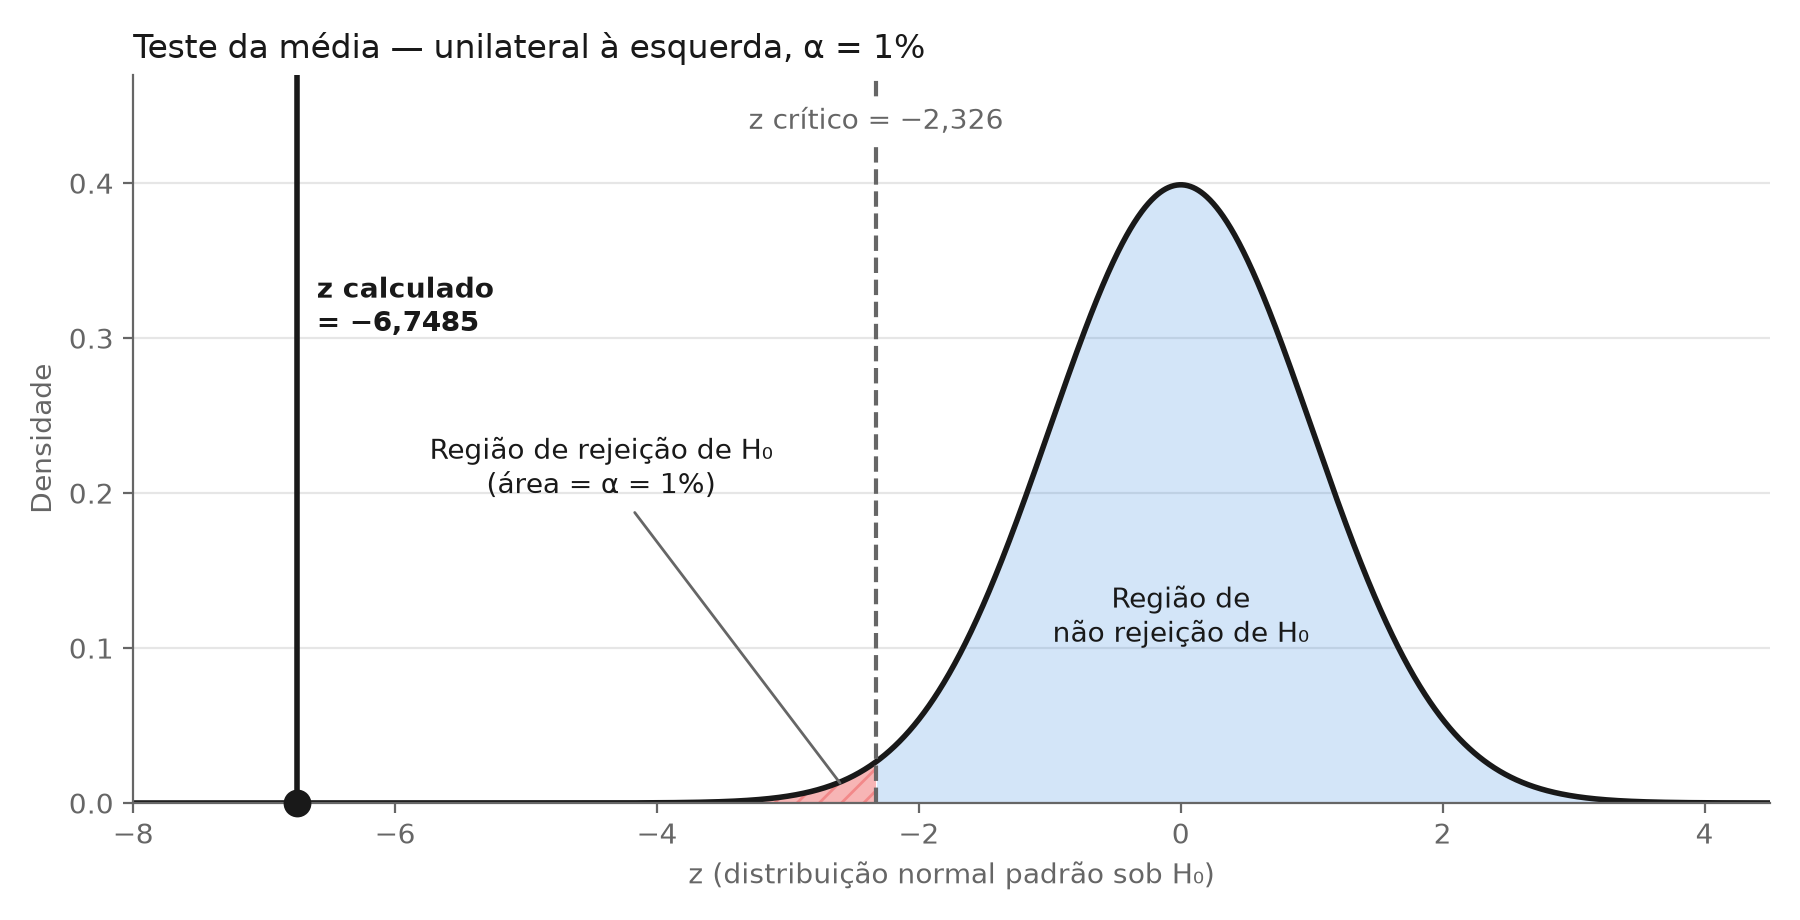 Teste da média — unilateral à esquerda, α = 1%
z crítico = −2,326
0.4
z calculado
= −6,7485
0.3
Densidade
Região de rejeição de H₀
(área = α = 1%)
0.2
Região de
não rejeição de H₀
0.1
0.0
−8
−6
−4
−2
0
2
4
z (distribuição normal padrão sob H₀)